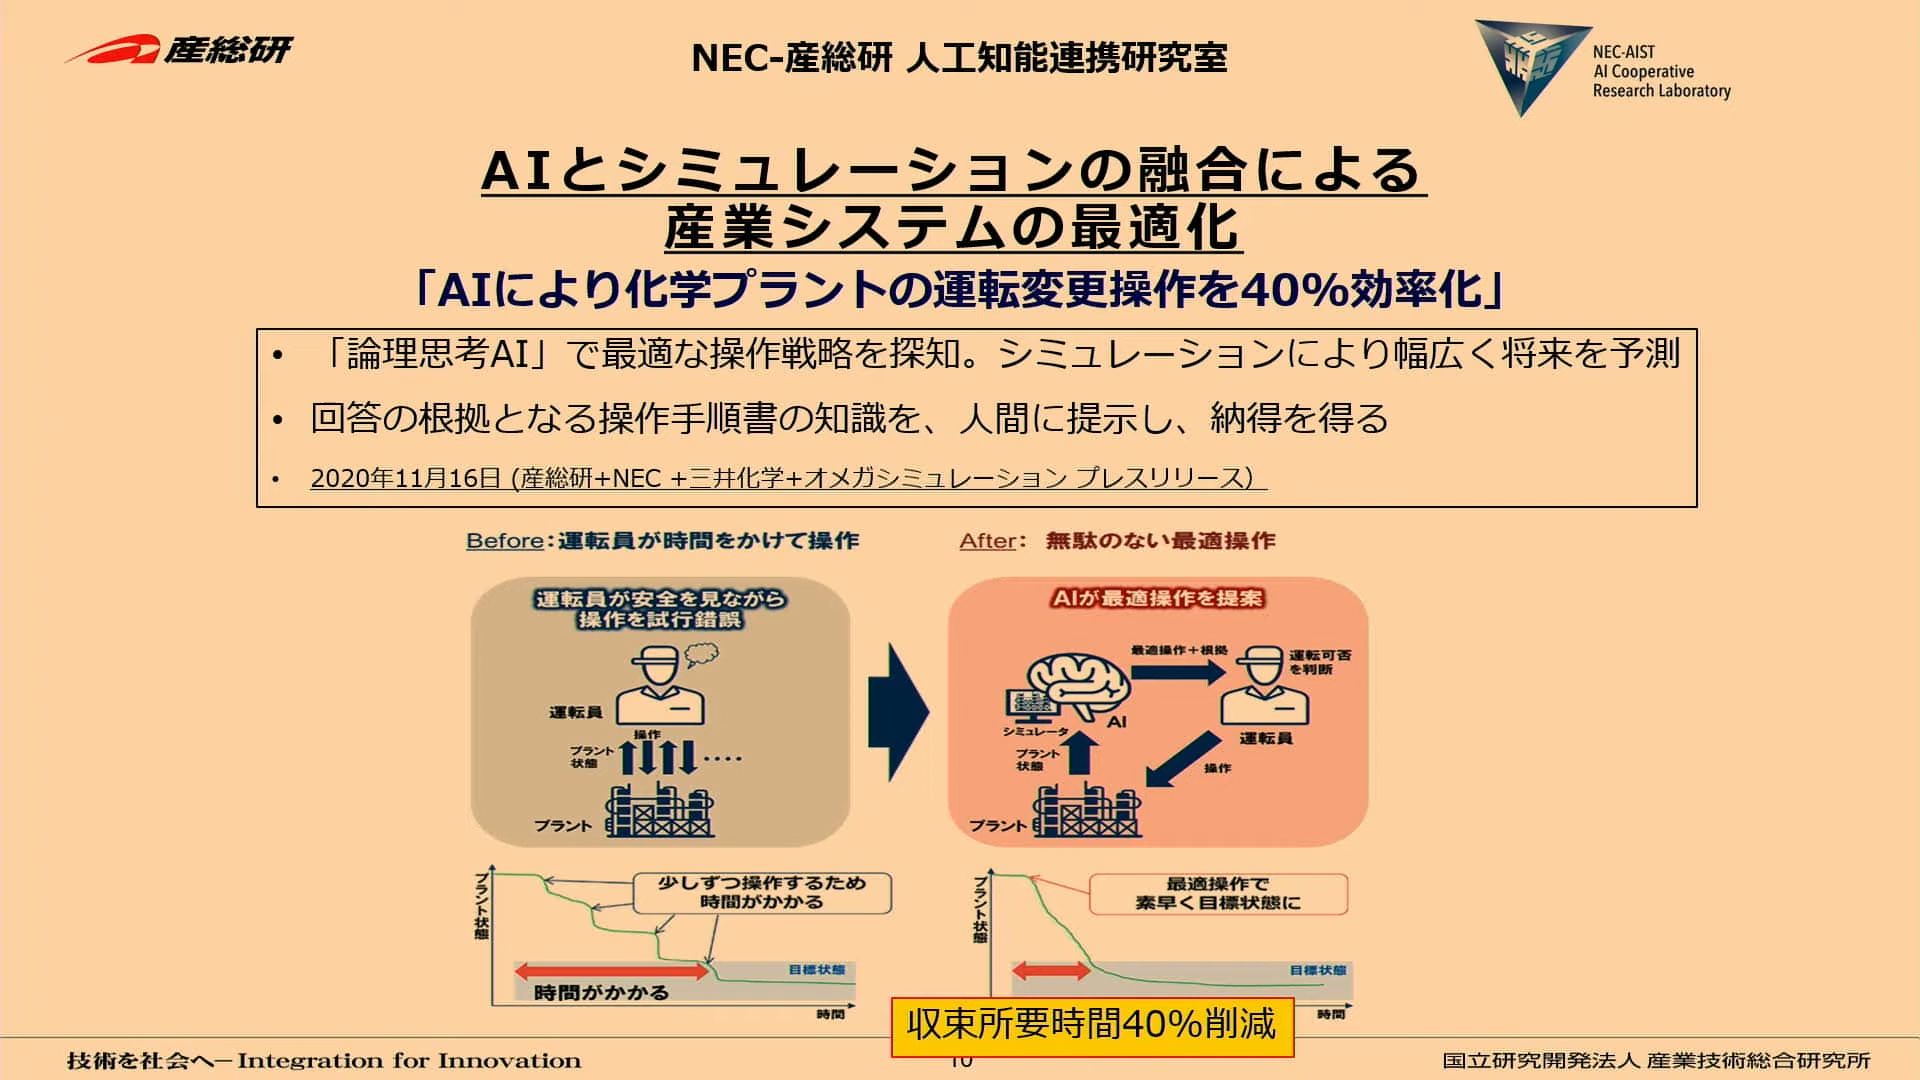 産総研
NEC-産総研 人工知能連携研究室
NEC-AIST
AI Cooperative
Research Laboratory
AIとシミュレーションの融合による
産業システムの最適化
「AIにより化学プラントの運転変更操作を40%効率化」
• 「論理思考AI」で最適な操作戦略を探知。シミュレーションにより幅広く将来を予測
• 回答の根拠となる操作手順書の知識を、人間に提示し、納得を得る
• 2020年11月16日 (産総研+NEC +三井化学+オメガシミュレーション プレスリリース）
Before：運転員が時間をかけて操作
運転員が安全を見ながら
操作を試行錯誤
運転員
操作
プラント
状態
‥‥
プラント
After： 無駄のない最適操作
AIが最適操作を提案
最適操作＋根拠
運転可否
を判断
AI
シミュレータ
運転員
プラント
状態
操作
プラント
プラント状態
少しずつ操作するため
時間がかかる
目標状態
時間がかかる
時間
プラント状態
最適操作で
素早く目標状態に
目標状態
時間
収束所要時間40%削減
技術を社会へ－Integration for Innovation
10
国立研究開発法人 産業技術総合研究所